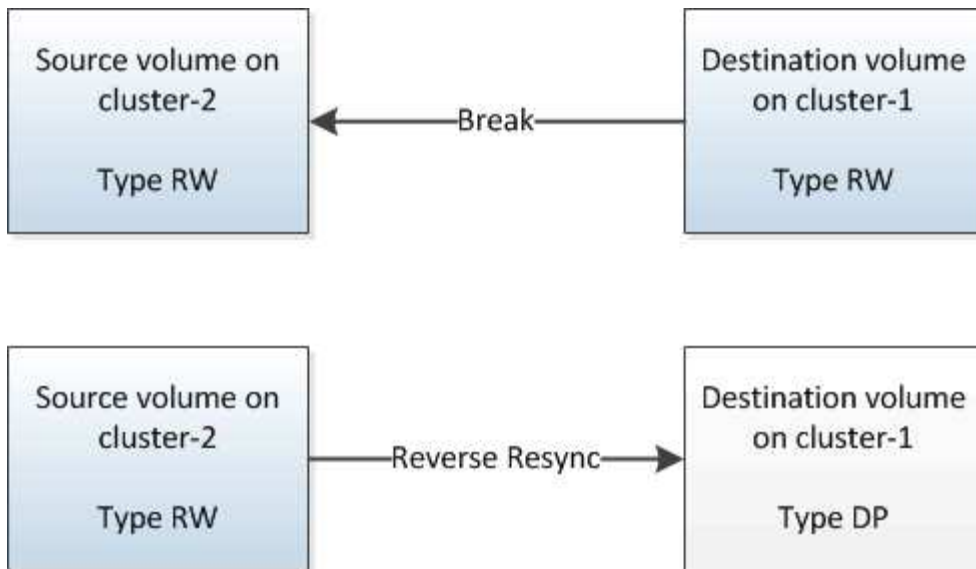 Source volume on
cluster-2
Type RW
Break
Destination volume
on cluster-1
Type RW
Source volume on
cluster-2
Type RW
Reverse Resync
Destination volume
on cluster-1
Type DP